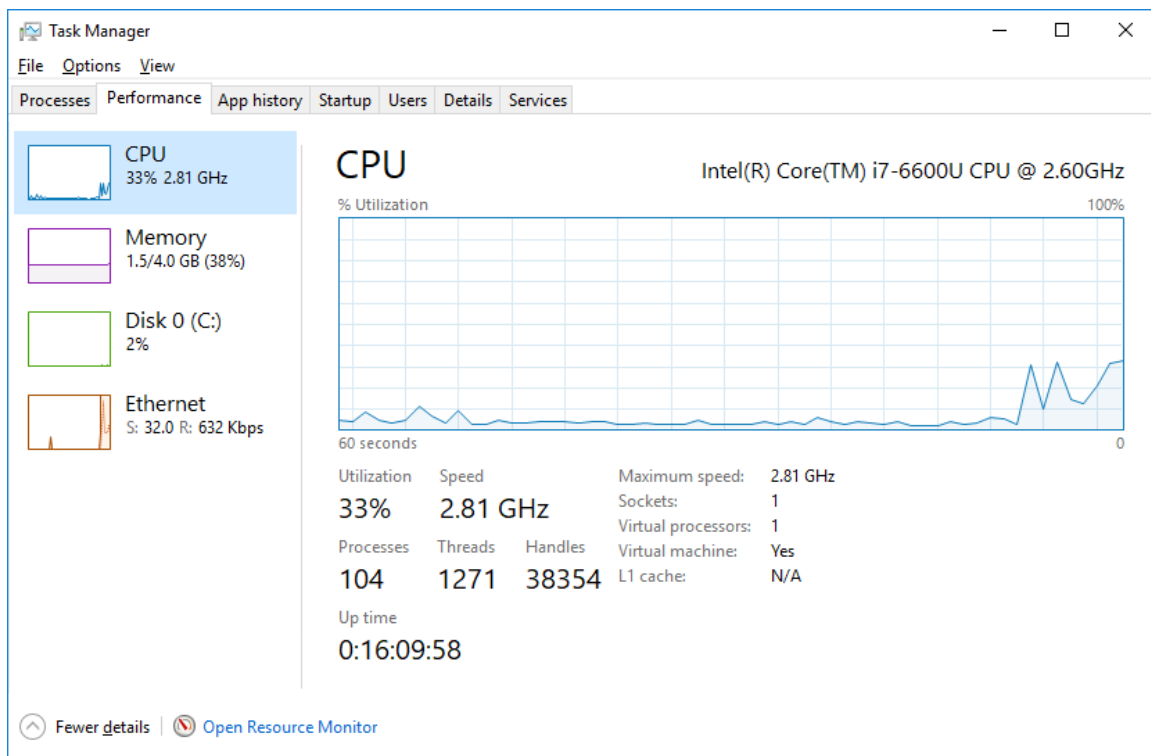 Task Manager
File Options View
Processes Performance App history Startup Users Details Services
CPU
33% 2.81 GHz
Memory
1.5/4.0 GB (38%)
Disk 0 (C:)
2%
Ethernet
S: 32.0 R: 632 Kbps
CPU Intel(R) Core(TM) i7-6600U CPU @ 2.60GHz
% Utilization 100%
60 seconds 0
Utilization Speed
33% 2.81 GHz
Processes Threads Handles
104 1271 38354
Up time
0:16:09:58
Maximum speed: 2.81 GHz
Sockets: 1
Virtual processors: 1
Virtual machine: Yes
L1 cache: N/A
Fewer details Open Resource Monitor